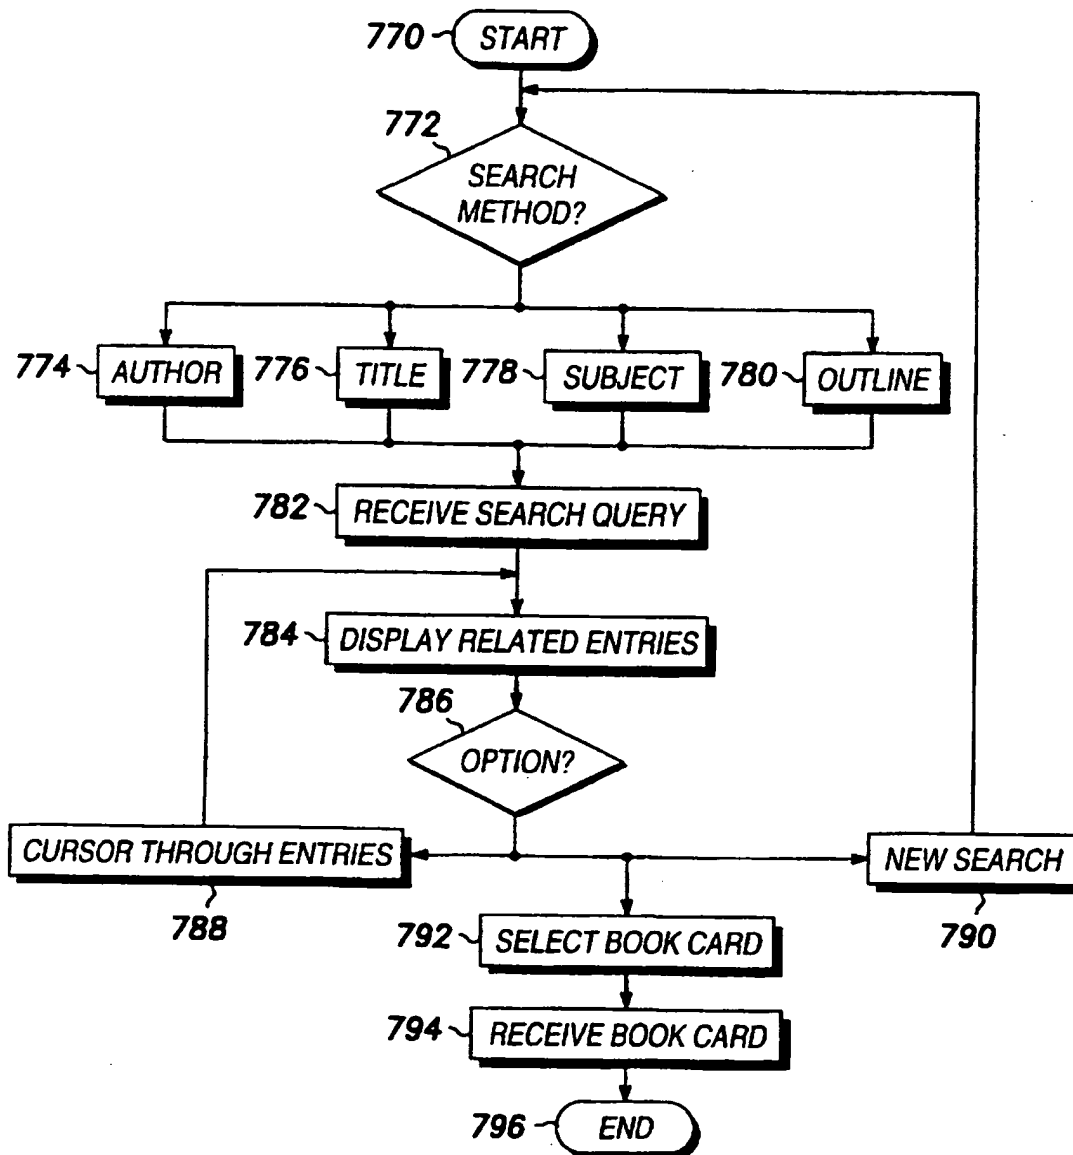 770 START
772
SEARCH
METHOD?
774 AUTHOR 776 TITLE 778 SUBJECT 780 OUTLINE
782 RECEIVE SEARCH QUERY
784 DISPLAY RELATED ENTRIES
786
OPTION?
CURSOR THROUGH ENTRIES NEW SEARCH
788 790
792 SELECT BOOK CARD
794 RECEIVE BOOK CARD
796 END